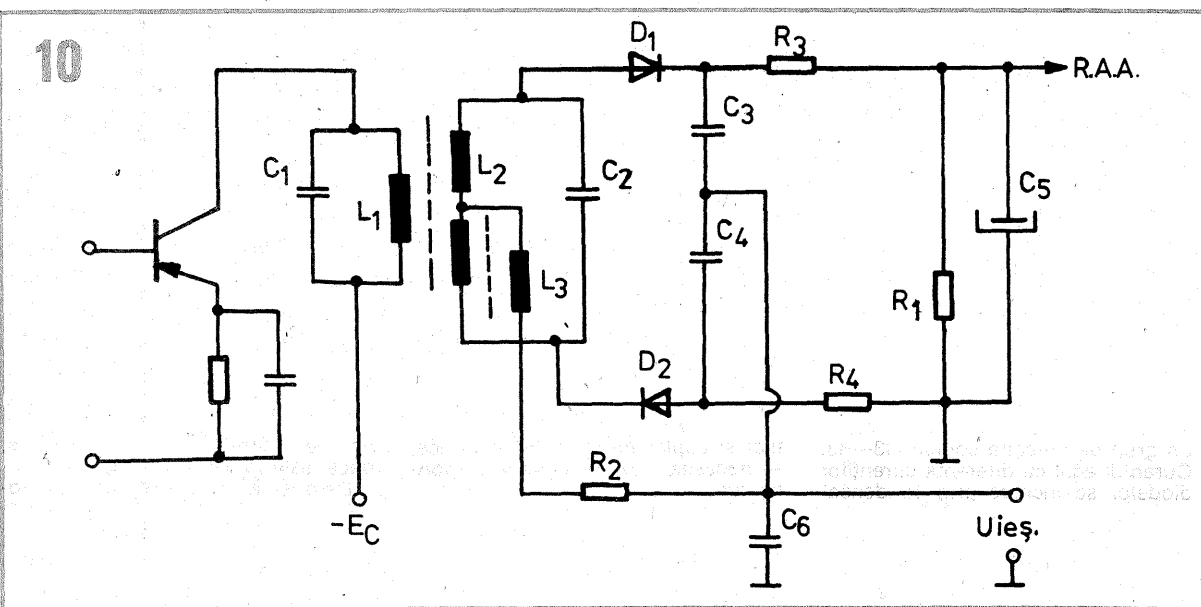 10
D1
R3
R.A.A.
C3
C1
L1
L2
C2
C5
C4
L3
R1
D2
R4
R2
-EC
C6
Uieş.